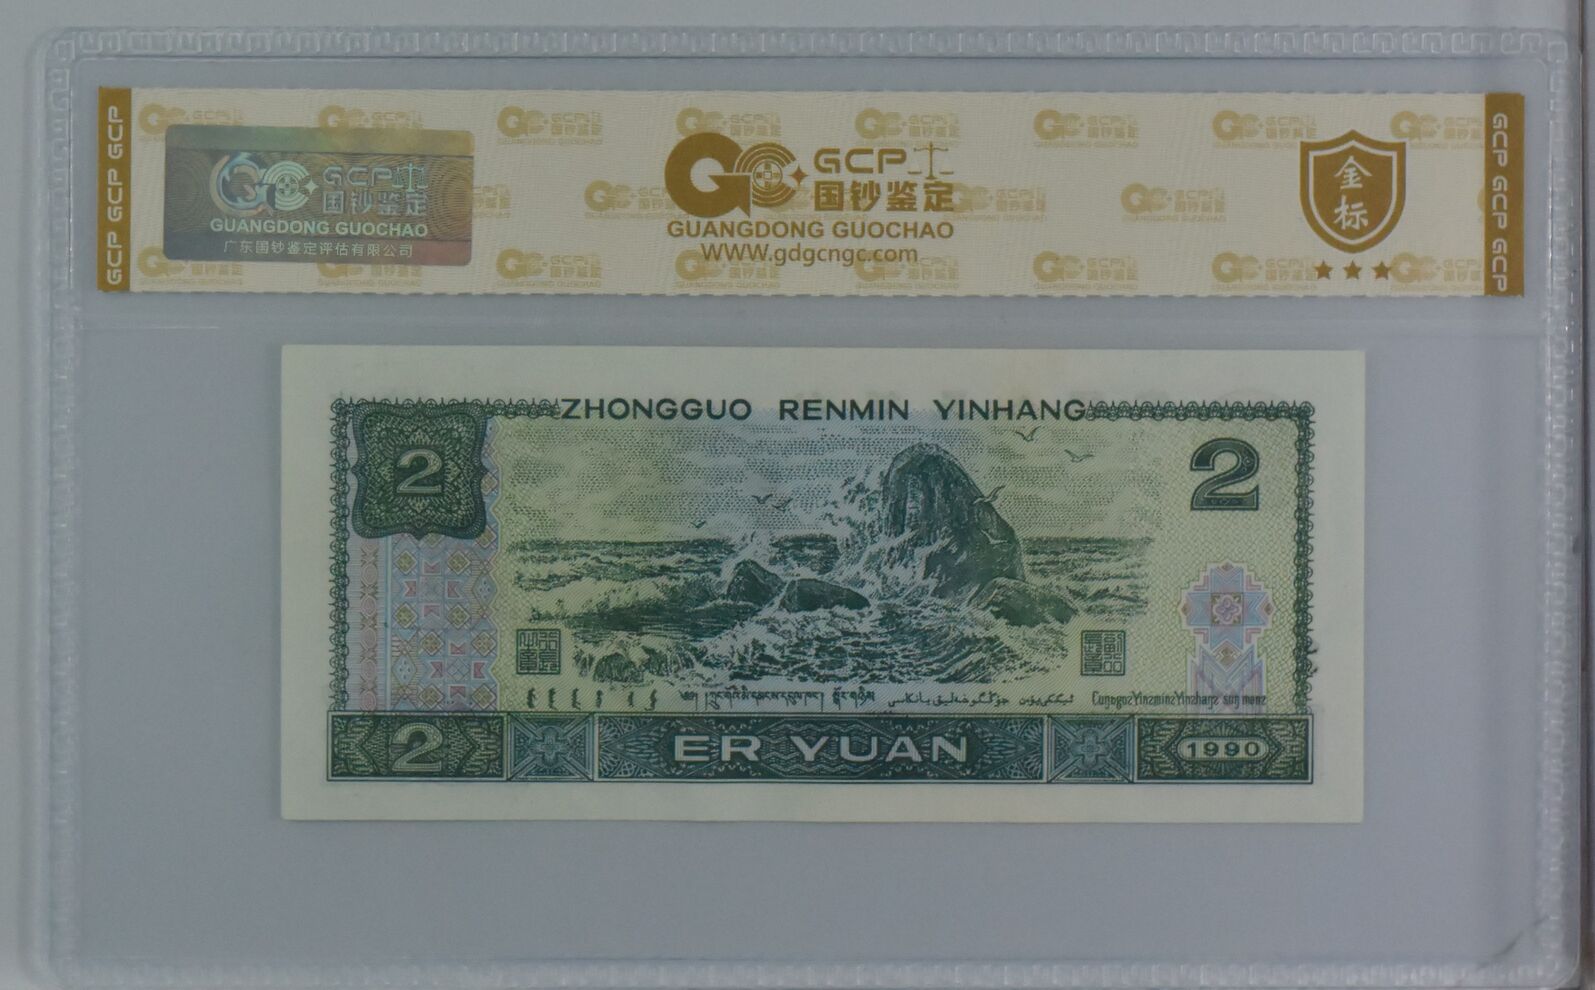 GCP GCP GCP
GCP
国钞鉴定
GUANGDONG GUOCHAO
广东国钞鉴定评估有限公司
GCP
国钞鉴定
GUANGDONG GUOCHAO
WWW.gdgcngc.com
金标
GCP GCP GCP
ZHONGGUO RENMIN YINHANG
2
2
2
ER YUAN
1990